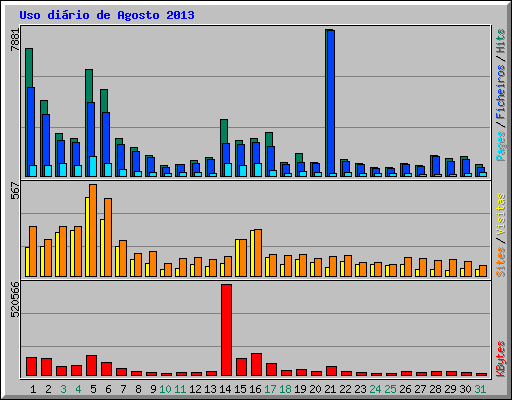 Uso diário de Agosto 2013
7881
567
520566
Pages / Ficheiros / Hits
Sites / Visitas
KBytes
1 2 3 4 5 6 7 8 9 10 11 12 13 14 15 16 17 18 19 20 21 22 23 24 25 26 27 28 29 30 31